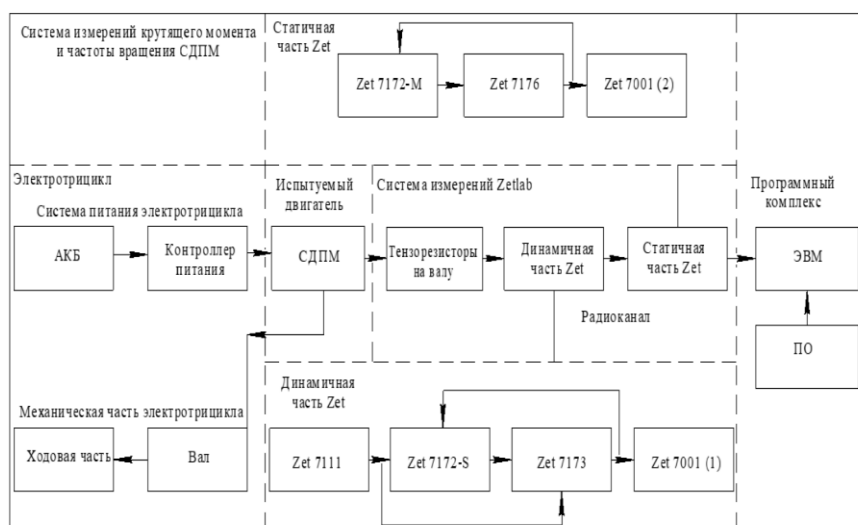 Система измерений крутящего момента
и частоты вращения СДПМ
Статичная
часть Zet
Zet 7172-М
Zet 7176
Zet 7001 (2)
Электротрицикл
Система питания электротрицикла
АКБ
Контроллер
питания
Испытуемый
двигатель
СДПМ
Система измерений Zetlab
Тензорезисторы
на валу
Динамичная
часть Zet
Статичная
часть Zet
Радиоканал
Программный
комплекс
ЭВМ
ПО
Механическая часть электротрицикла
Ходовая часть
Вал
Динамичная
часть Zet
Zet 7111
Zet 7172-S
Zet 7173
Zet 7001 (1)